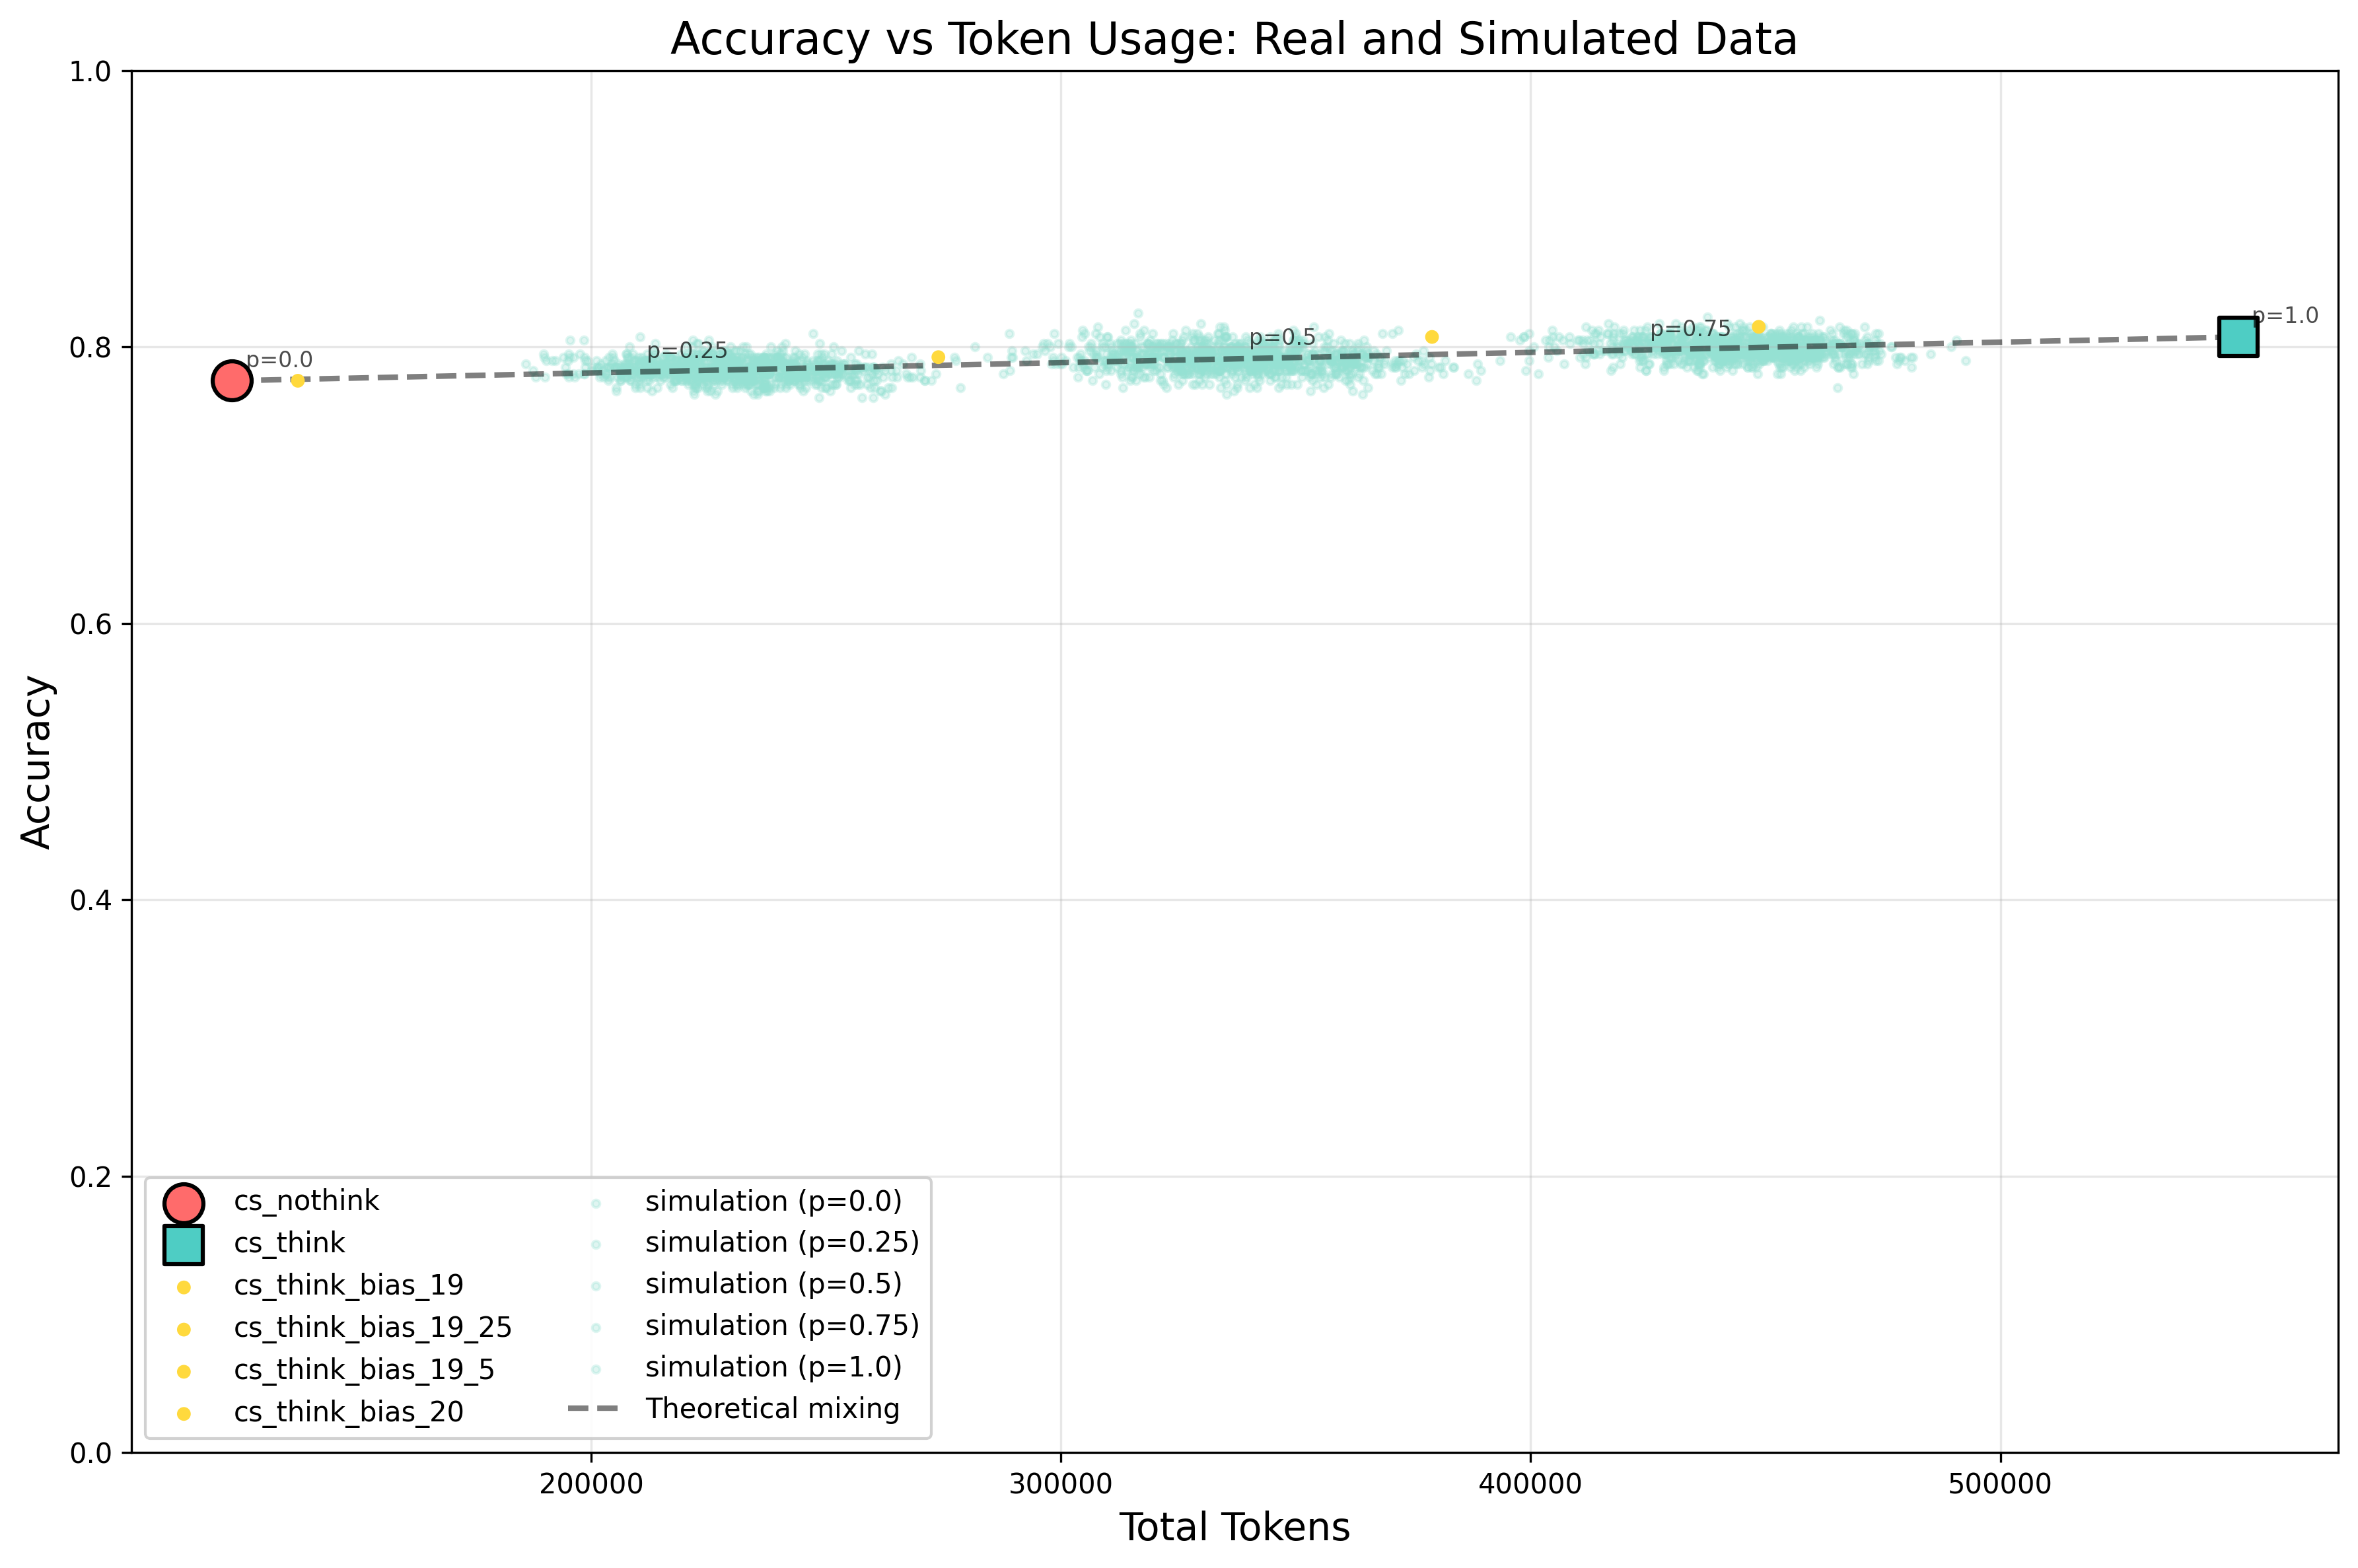 Accuracy vs Token Usage: Real and Simulated Data
Accuracy
1.0
0.8
0.6
0.4
0.2
0.0
p=0.0
p=0.25
p=0.5
p=0.75
p=1.0
cs_nothink
cs_think
cs_think_bias_19
cs_think_bias_19_25
cs_think_bias_19_5
cs_think_bias_20
simulation (p=0.0)
simulation (p=0.25)
simulation (p=0.5)
simulation (p=0.75)
simulation (p=1.0)
Theoretical mixing
200000
300000
400000
500000
Total Tokens